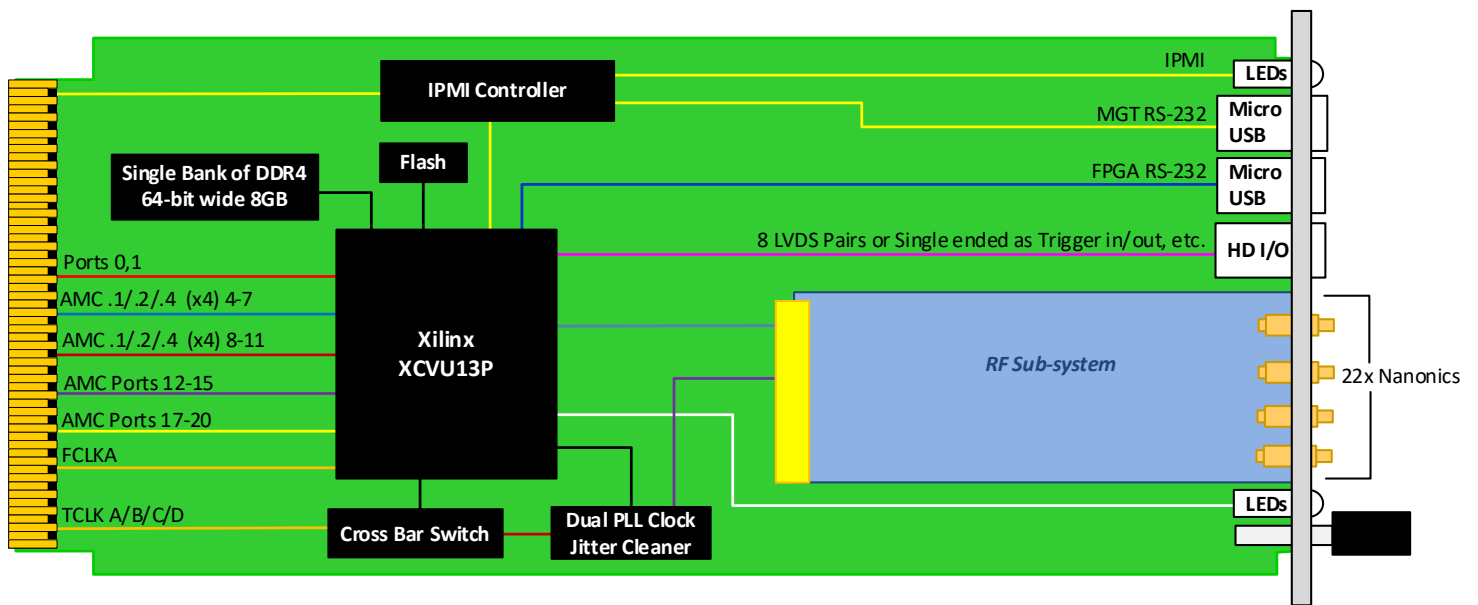 IPMI
LEDs
IPMI Controller
MGT RS-232
Micro
USB
Single Bank of DDR4
64-bit wide 8GB
Flash
FPGA RS-232
Micro
USB
8 LVDS Pairs or Single ended as Trigger in/out, etc.
HD I/O
Ports 0,1
AMC .1/.2/.4 (x4) 4-7
AMC .1/.2/.4 (x4) 8-11
AMC Ports 12-15
AMC Ports 17-20
FCLKA
TCLK A/B/C/D
Xilinx
XCVU13P
RF Sub-system
22x Nanonics
LEDs
Cross Bar Switch
Dual PLL Clock
Jitter Cleaner